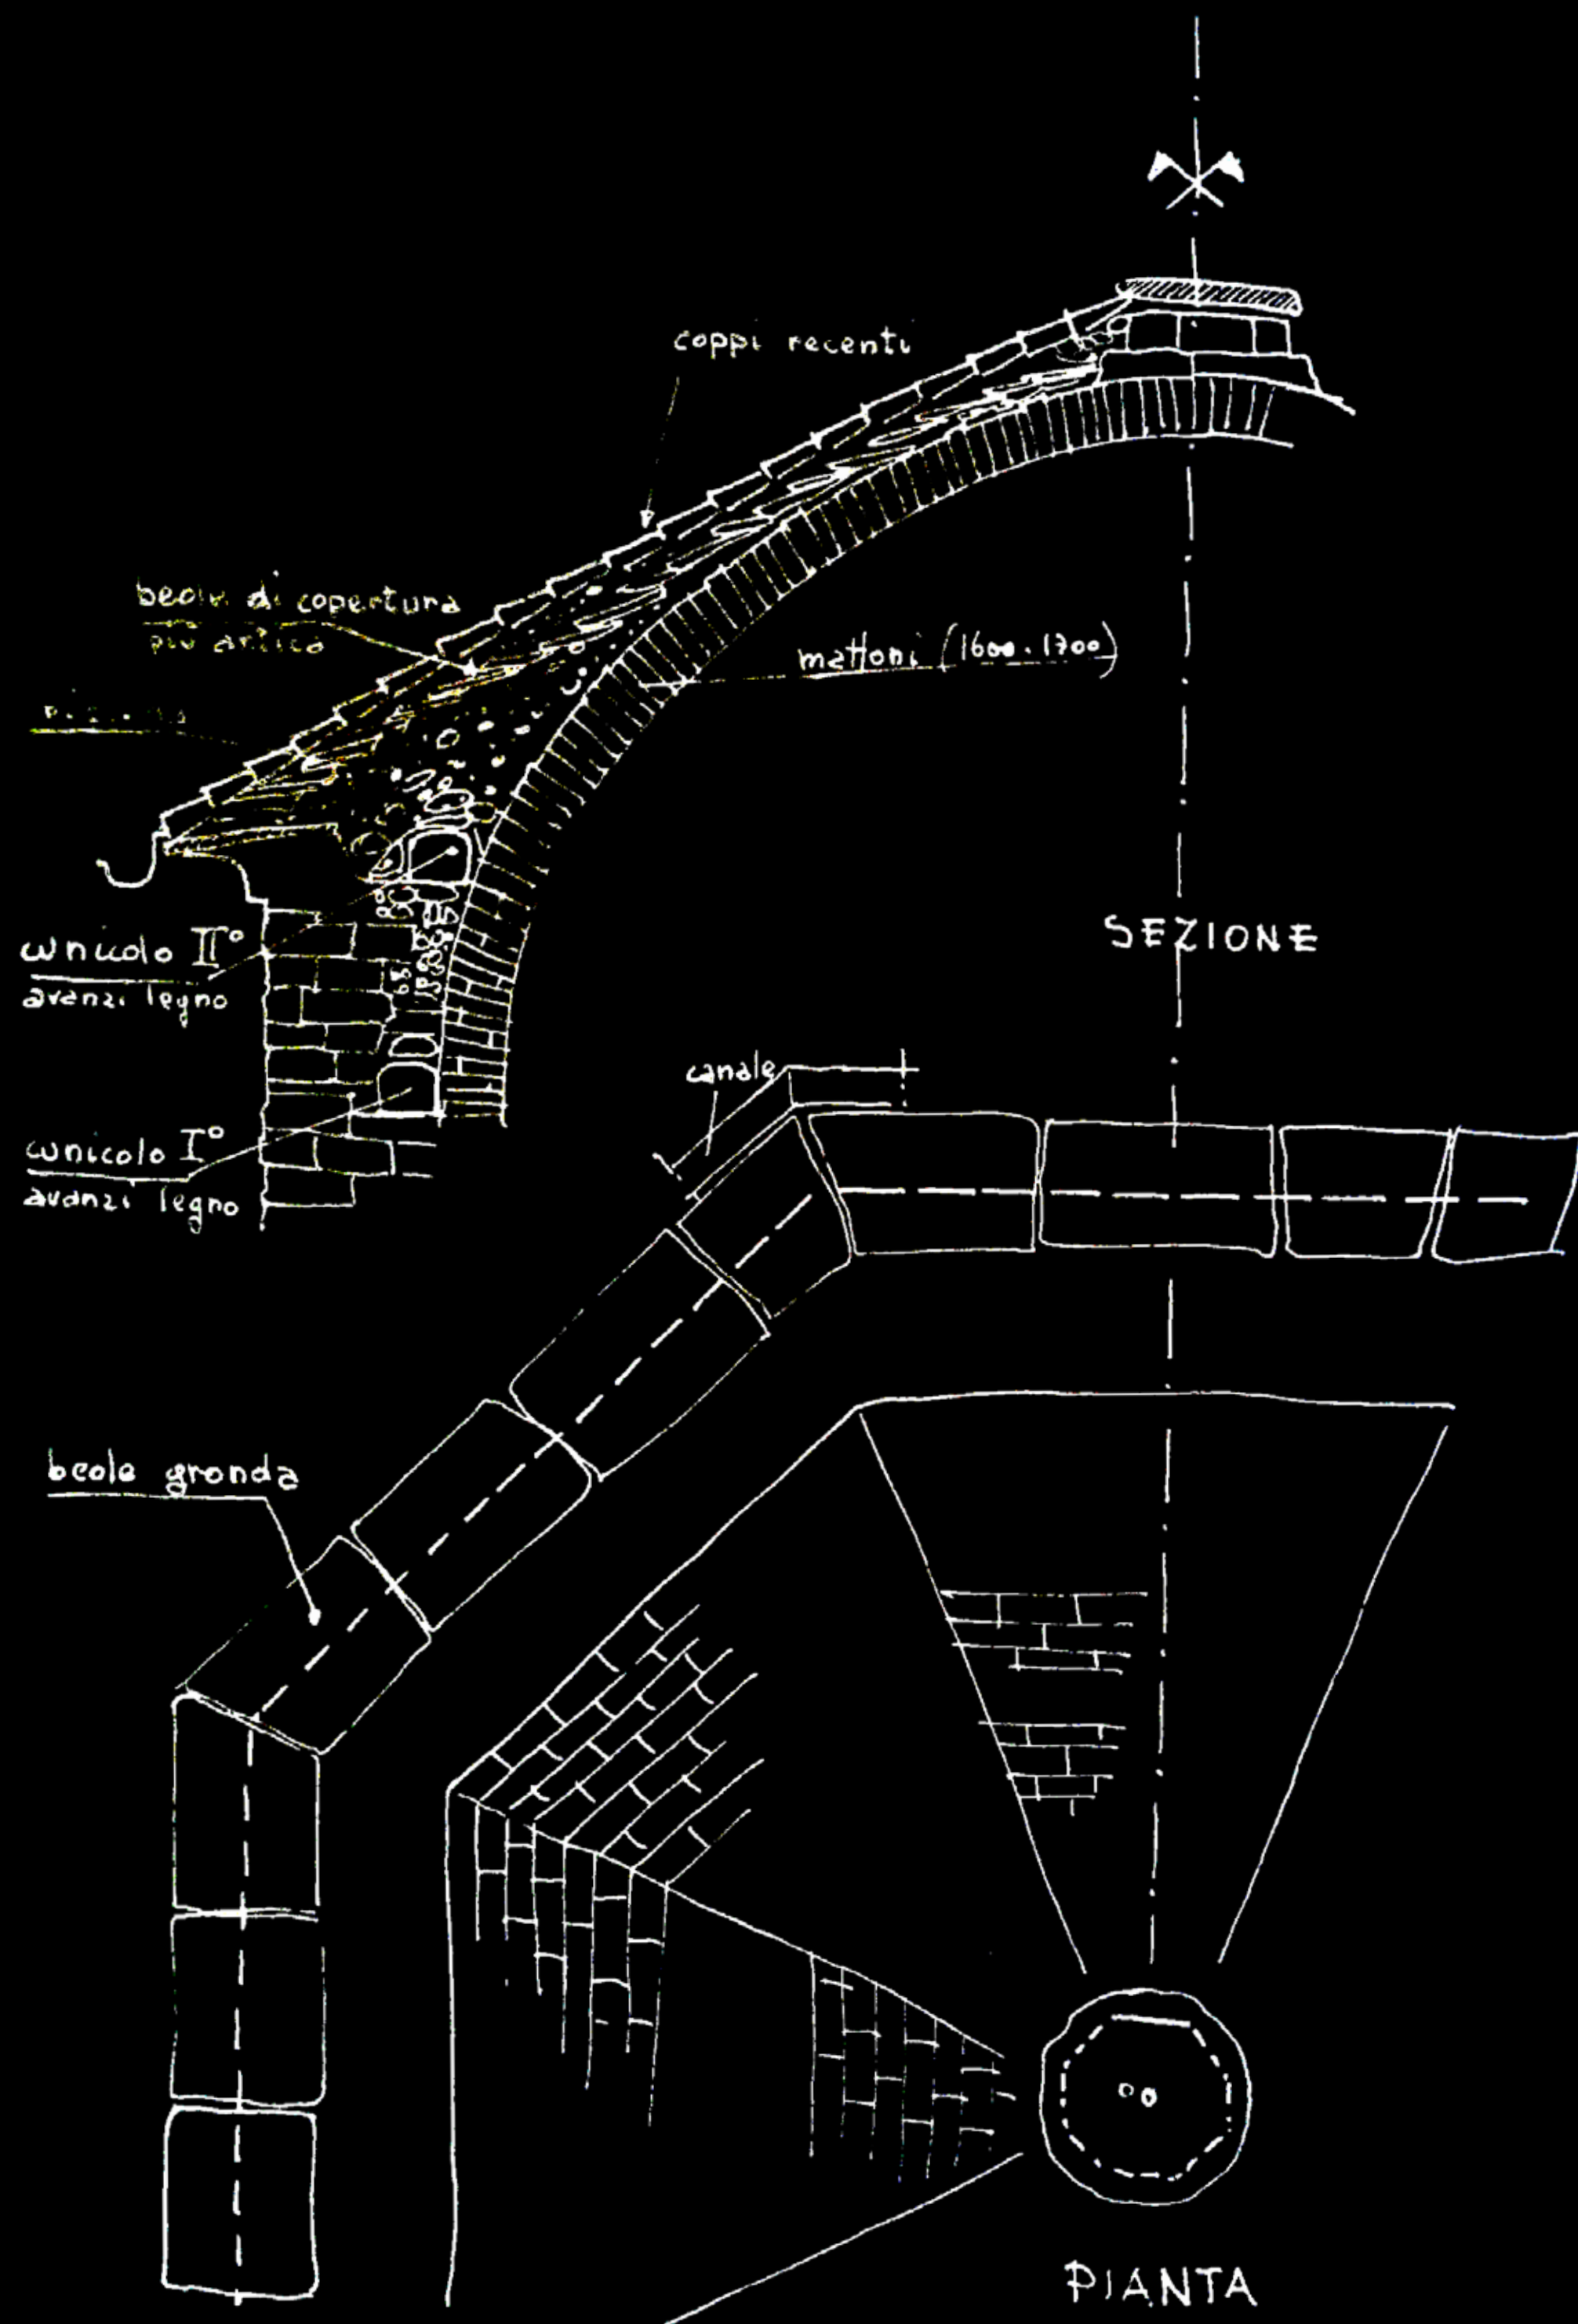 coppi recenti
beole di copertura
più antica
mattoni (1600.1700)
cunicolo II°
avanzi legno
SEZIONE
canale
cunicolo I°
avanzi legno
beole gronda
PIANTA